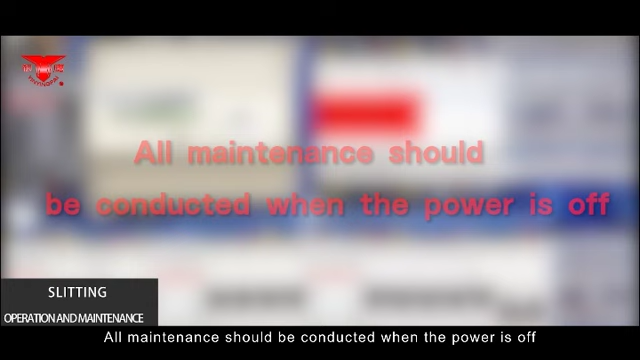 All maintenance should
be conducted when the power is off
SLITTING
OPERATION AND MAINTENANCE
All maintenance should be conducted when the power is off